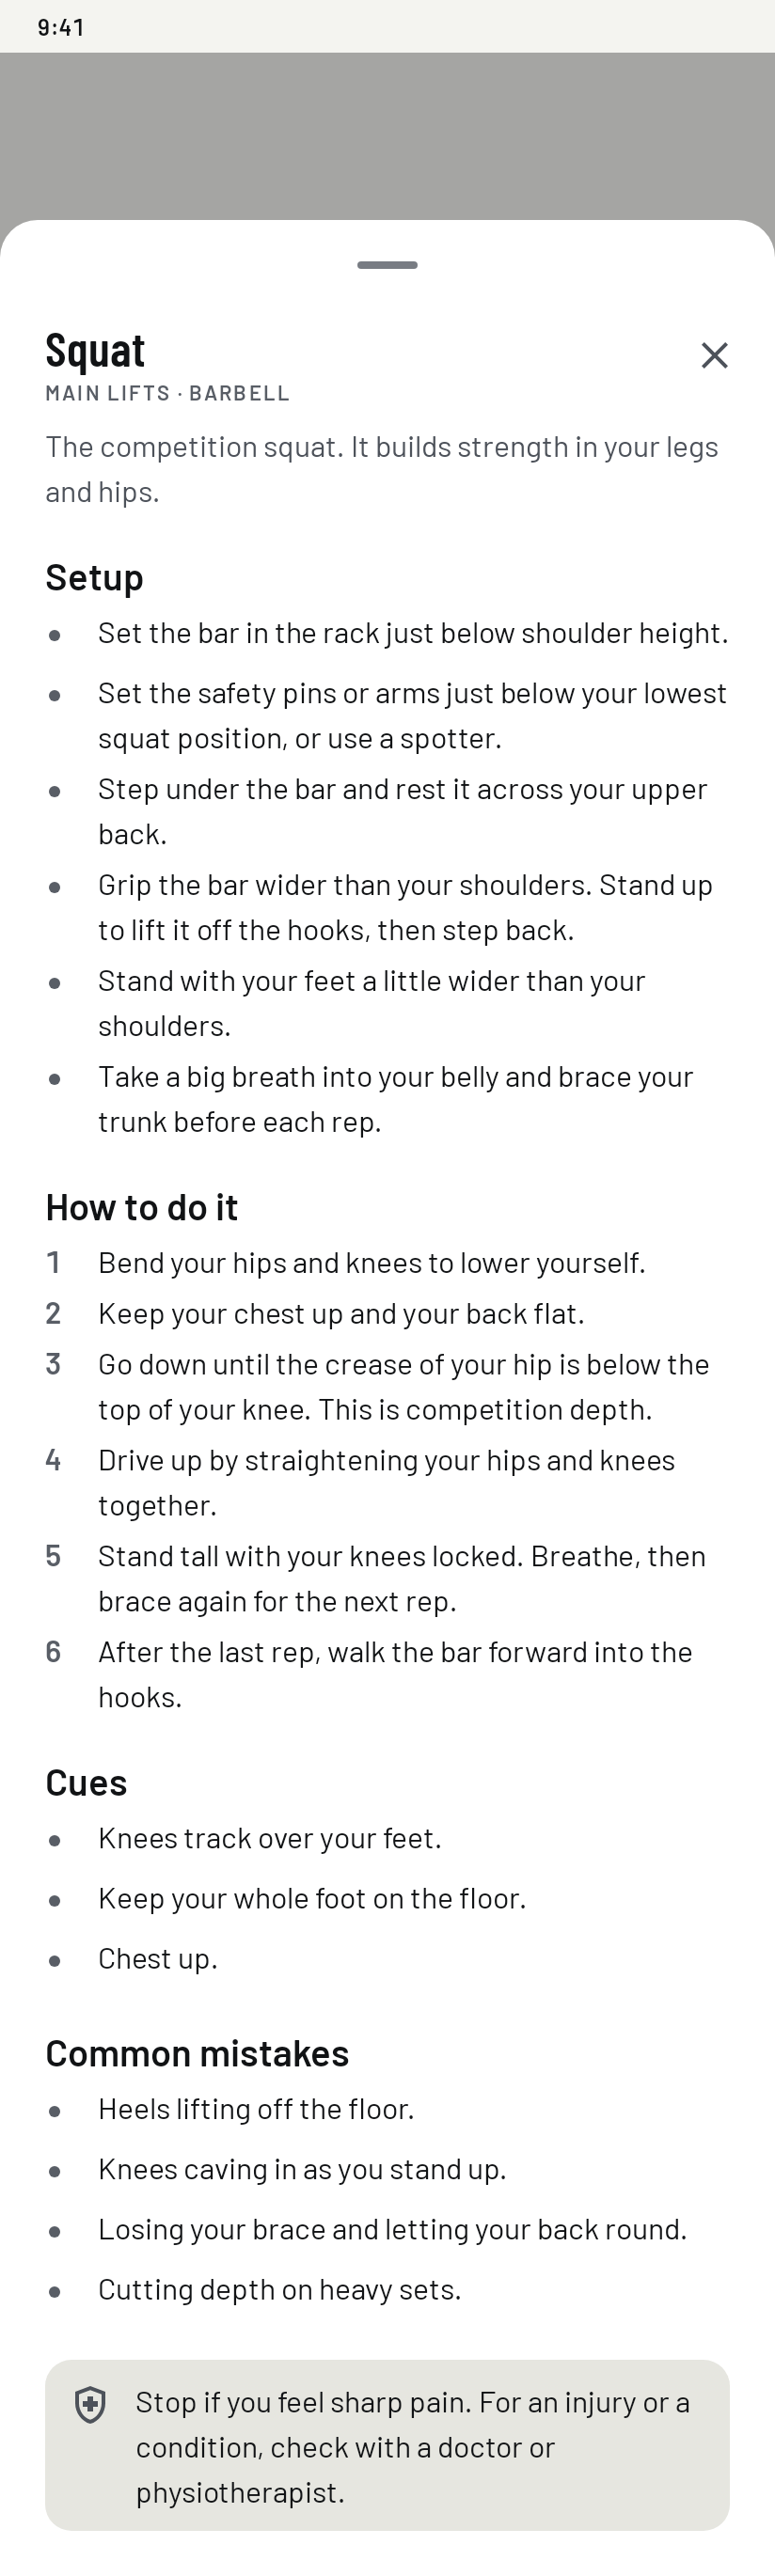 9:41
Squat
MAIN LIFTS · BARBELL
The competition squat. It builds strength in your legs
and hips.
Setup
Set the bar in the rack just below shoulder height.
Set the safety pins or arms just below your lowest
squat position, or use a spotter.
Step under the bar and rest it across your upper
back.
Grip the bar wider than your shoulders. Stand up
to lift it off the hooks, then step back.
Stand with your feet a little wider than your
shoulders.
Take a big breath into your belly and brace your
trunk before each rep.
How to do it
1 Bend your hips and knees to lower yourself.
2 Keep your chest up and your back flat.
3 Go down until the crease of your hip is below the
top of your knee. This is competition depth.
4 Drive up by straightening your hips and knees
together.
5 Stand tall with your knees locked. Breathe, then
brace again for the next rep.
6 After the last rep, walk the bar forward into the
hooks.
Cues
Knees track over your feet.
Keep your whole foot on the floor.
Chest up.
Common mistakes
Heels lifting off the floor.
Knees caving in as you stand up.
Losing your brace and letting your back round.
Cutting depth on heavy sets.
Stop if you feel sharp pain. For an injury or a
condition, check with a doctor or
physiotherapist.